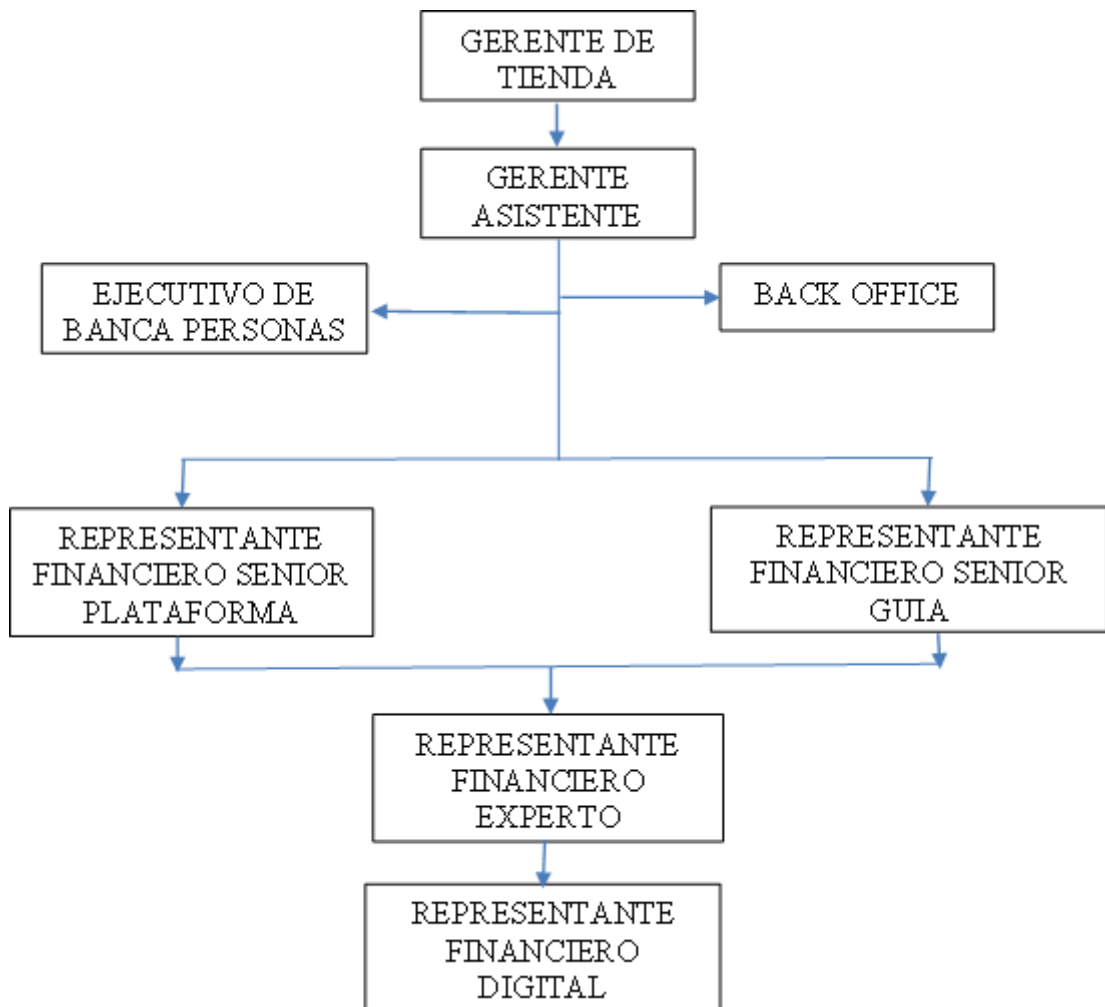 GERENTE DE
TIENDA
GERENTE
ASISTENTE
EJECUTIVO DE
BANCA PERSONAS
BACK OFFICE
REPRESENTANTE
FINANCIERO SENIOR
PLATAFORMA
REPRESENTANTE
FINANCIERO SENIOR
GUIA
REPRESENTANTE
FINANCIERO
EXPERTO
REPRESENTANTE
FINANCIERO
DIGITAL